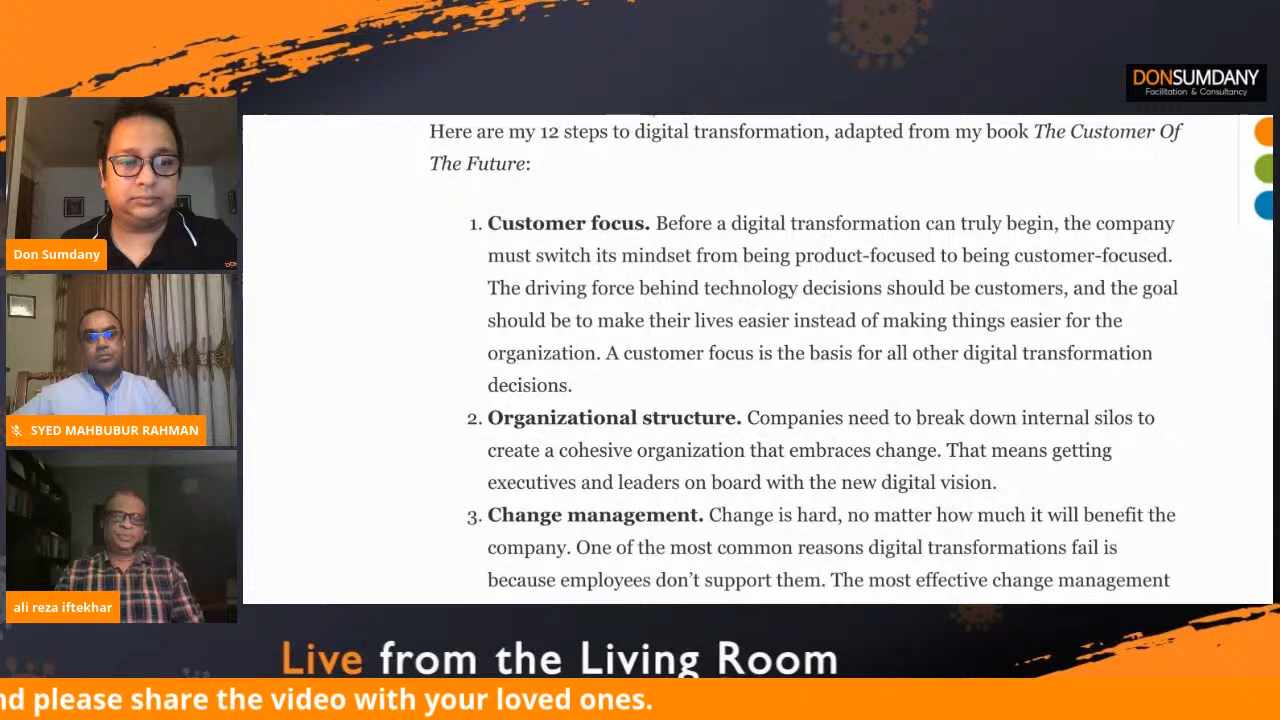 DONSUMDANY
Facilitation & Consultancy
Here are my 12 steps to digital transformation, adapted from my book The Customer Of
The Future:
1. Customer focus. Before a digital transformation can truly begin, the company
must switch its mindset from being product-focused to being customer-focused.
The driving force behind technology decisions should be customers, and the goal
should be to make their lives easier instead of making things easier for the
organization. A customer focus is the basis for all other digital transformation
decisions.
2. Organizational structure. Companies need to break down internal silos to
create a cohesive organization that embraces change. That means getting
executives and leaders on board with the new digital vision.
3. Change management. Change is hard, no matter how much it will benefit the
company. One of the most common reasons digital transformations fail is
because employees don’t support them. The most effective change management
Don Sumdany
SYED MAHBUBUR RAHMAN
ali reza iftekhar
Live from the Living Room
nd please share the video with your loved ones.